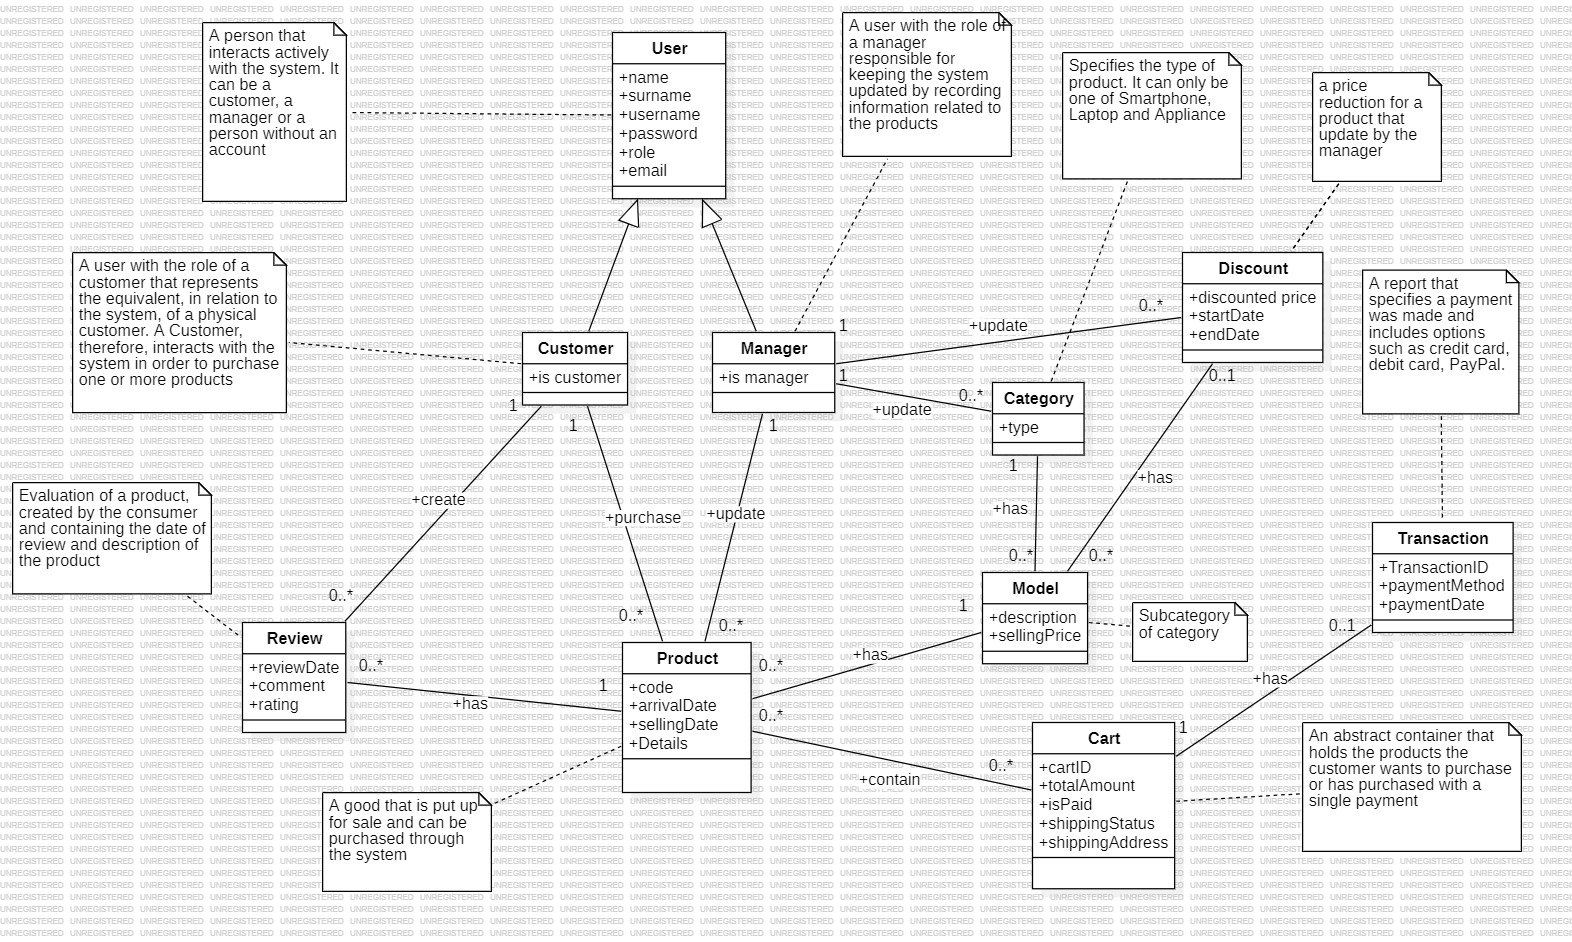 A person that
interacts actively
with the system. It
can be a
customer, a
manager or a
person without an
account
User
+name
+surname
+username
+password
+role
+email
A user with the role of
a manager
responsible for
keeping the system
updated by recording
information related to
the products
Specifies the type of
product. It can only be
one of Smartphone,
Laptop and Appliance
a price
reduction for a
product that
update by the
manager
A user with the role of a
customer that represents
the equivalent, in relation to
the system, of a physical
customer. A Customer,
therefore, interacts with the
system in order to purchase
one or more products
Customer
+is customer
Manager
+is manager
1
+update
0..*
Discount
+discounted price
+startDate
+endDate
A report that
specifies a payment
was made and
includes options
such as credit card,
debit card, PayPal.
1
+update
0..*
Category
+type
0..1
1
1
1
1
+create
+purchase
+update
+has
+has
Evaluation of a product,
created by the consumer
and containing the date of
review and description of
the product
0..*
0..*
0..*
0..*
0..*
Transaction
+TransactionID
+paymentMethod
+paymentDate
Model
+description
+sellingPrice
Subcategory
of category
1
0..1
Review
+reviewDate
+comment
+rating
0..*
+has
1
Product
+code
+arrivalDate
+sellingDate
+Details
0..*
+has
0..*
+contain
0..*
+has
1
Cart
+cartID
+totalAmount
+isPaid
+shippingStatus
+shippingAddress
An abstract container that
holds the products the
customer wants to purchase
or has purchased with a
single payment
A good that is put up
for sale and can be
purchased through
the system
UNREGISTERED